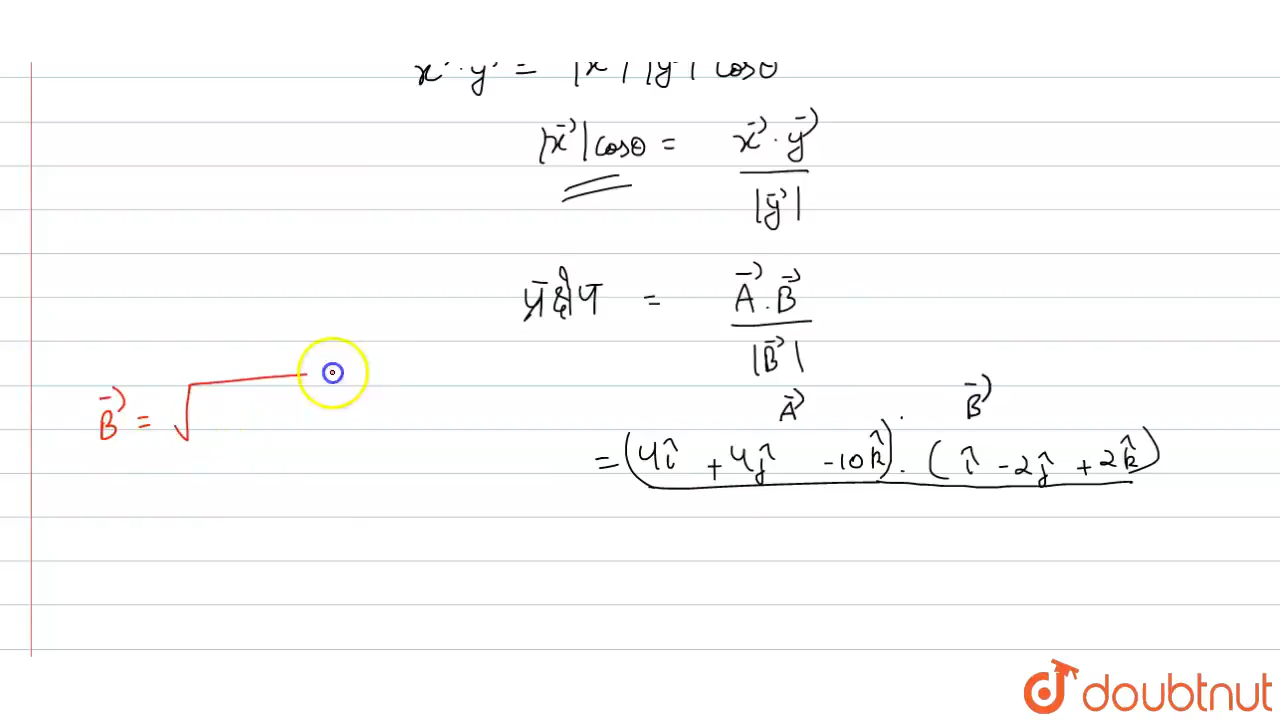 x⃗ · y⃗ = |x⃗| |y⃗| cosθ
|x⃗| cosθ = x⃗ · y⃗
|y⃗|
प्रक्षेप = A⃗ . B⃗
|B⃗|
B⃗ = √
A⃗ . B⃗
= (4î + 4ĵ - 10k̂) . (î - 2ĵ + 2k̂)
doubtnut